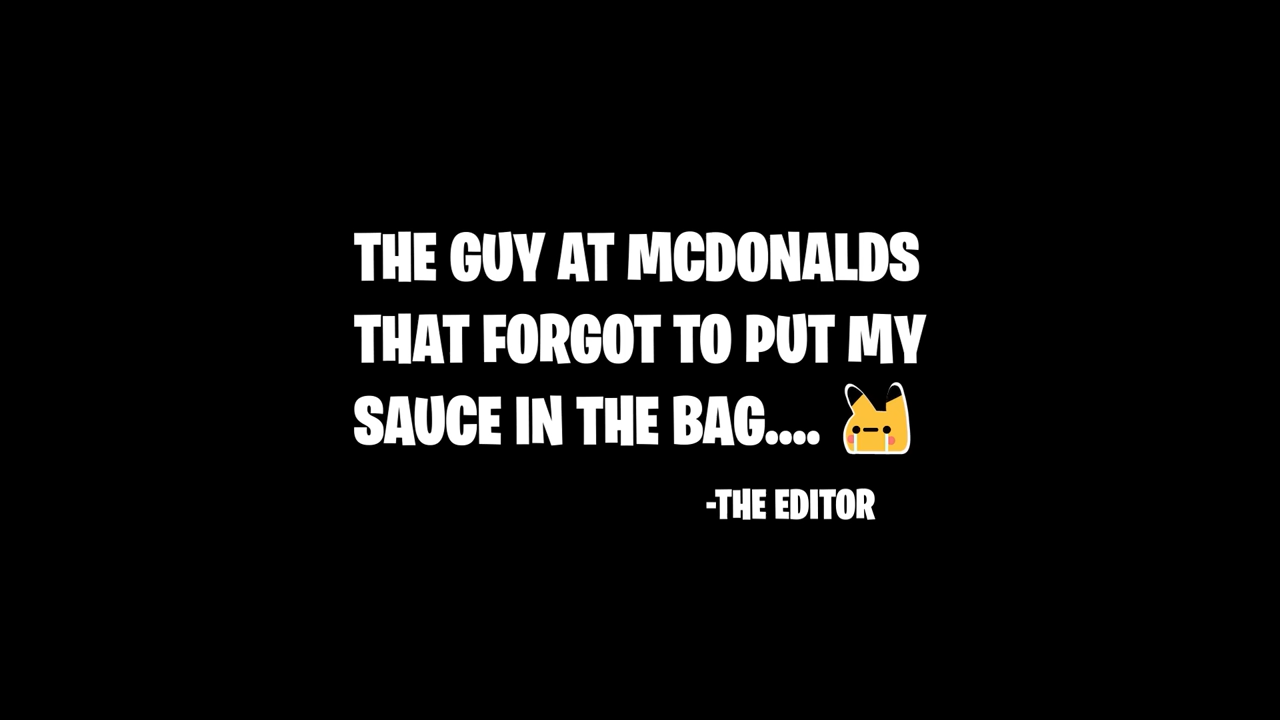 THE GUY AT MCDONALDS
THAT FORGOT TO PUT MY
SAUCE IN THE BAG....
-THE EDITOR